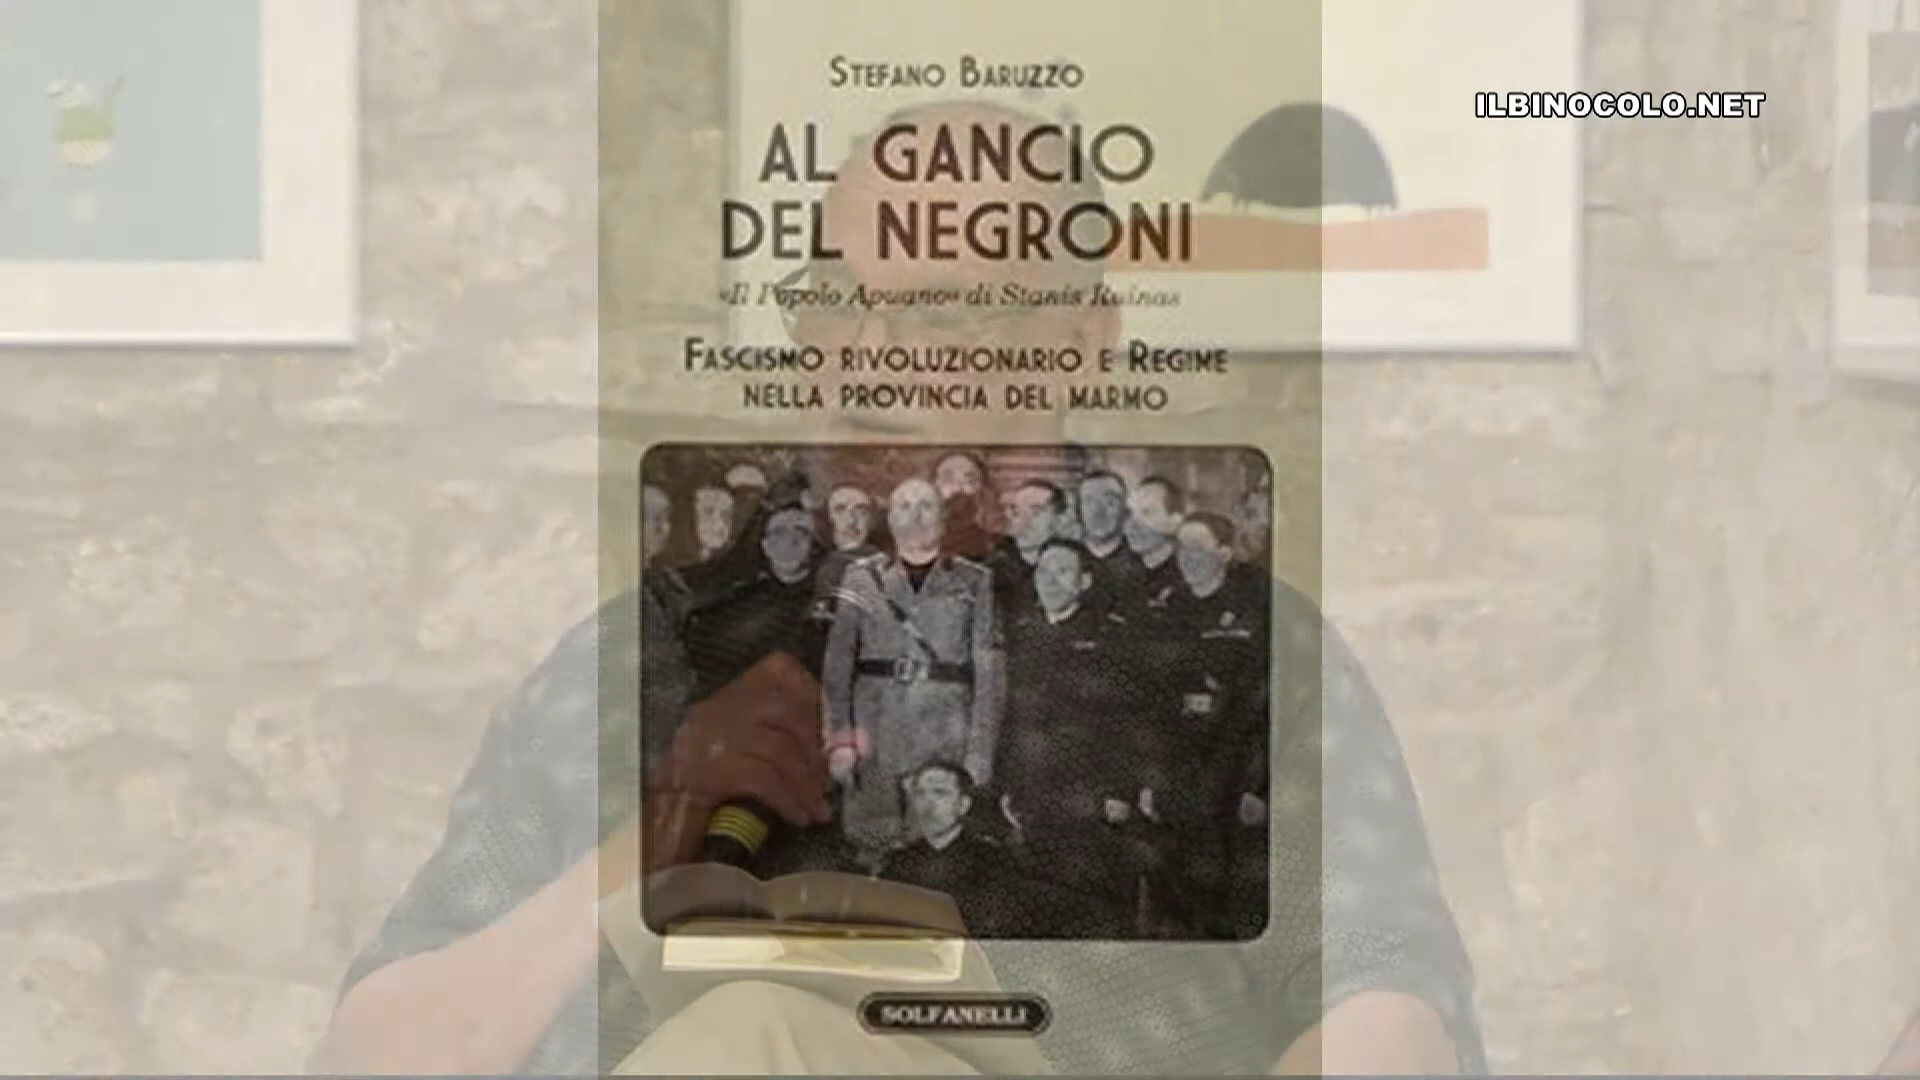 STEFANO BARUZZO
ILBINOCOLO.NET
AL GANCIO
DEL NEGRONI
«Il Popolo Apuano» di Stanis Ruinas
FASCISMO RIVOLUZIONARIO E REGIME
NELLA PROVINCIA DEL MARMO
SOLFANELLI